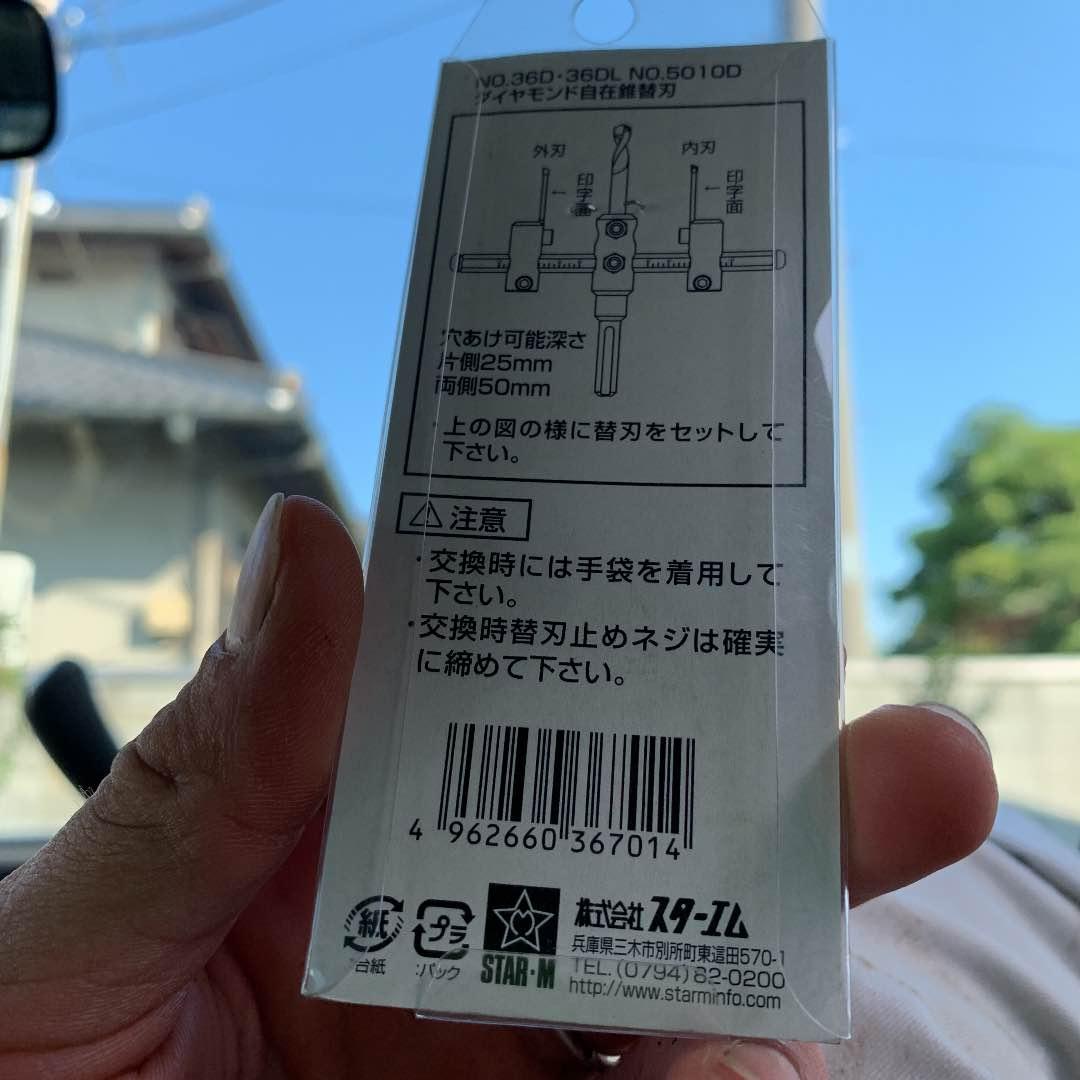 NO.36D・36DL NO.5010D
ダイヤモンド自在錐替刃
外刃
内刃
印字面
印字面
穴あけ可能深さ
片側25mm
両側50mm
・上の図の様に替刃をセットして
下さい。
⚠注意
・交換時には手袋を着用して
下さい。
・交換時替刃止めネジは確実
に締めて下さい。
4 962660 367014
紙
:台紙
プラ
:パック
STAR・M
株式会社スターエム
兵庫県三木市別所町東這田570-1
TEL.(0794)82-0200
http://www.starminfo.com